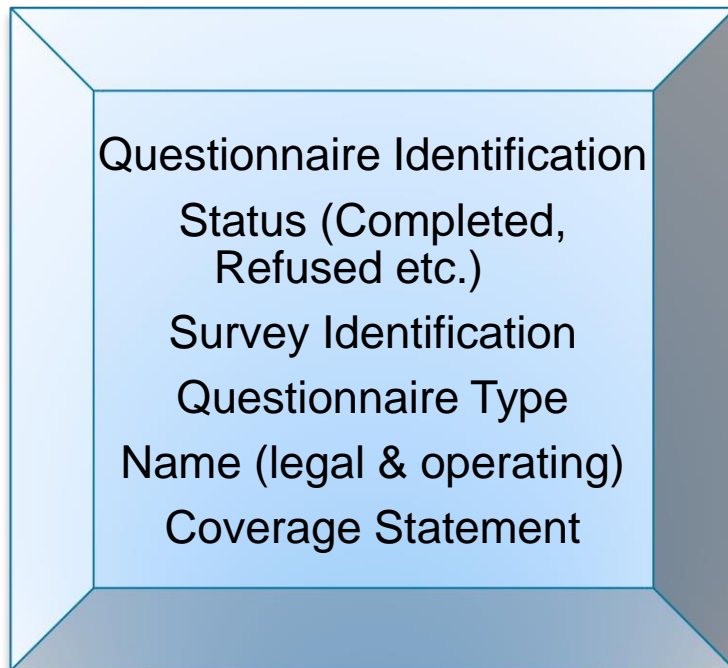 Questionnaire Identification
Status (Completed,
Refused etc.)
Survey Identification
Questionnaire Type
Name (legal & operating)
Coverage Statement